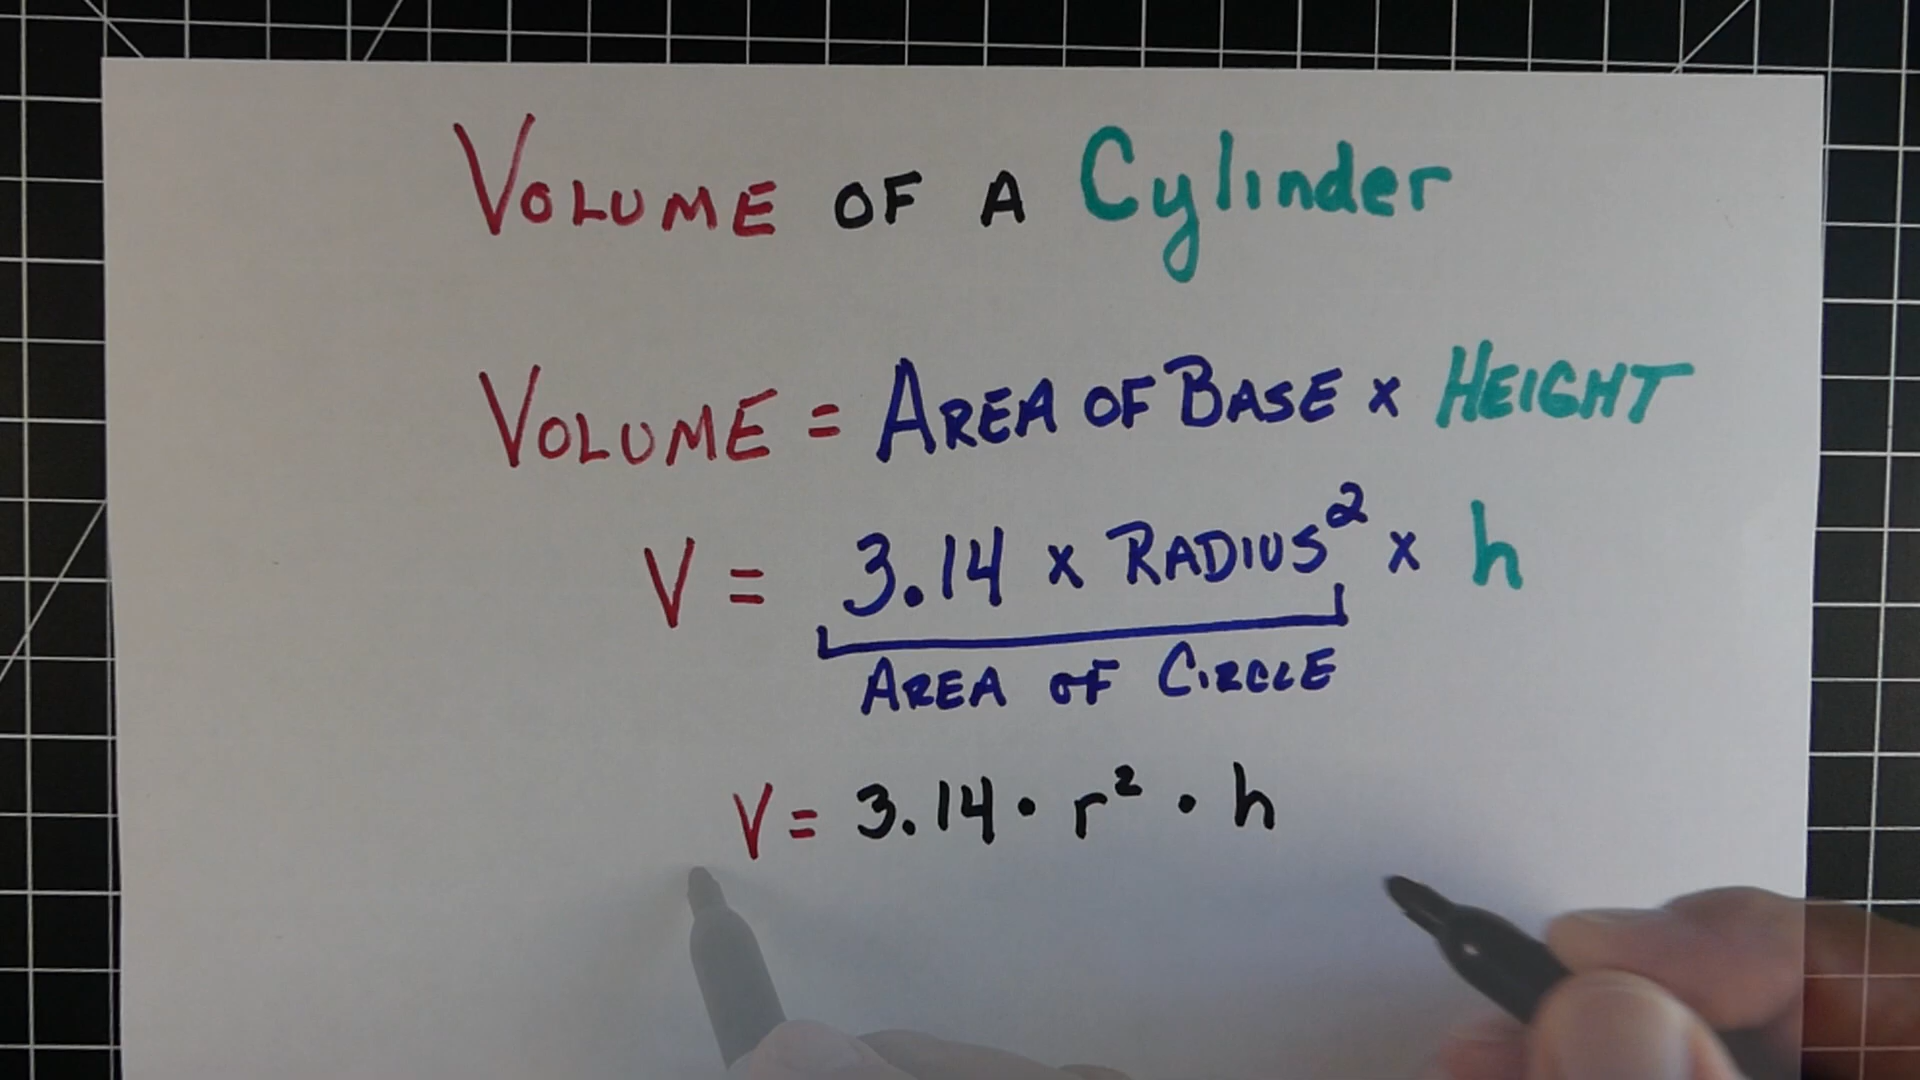 VOLUME OF A Cylinder
VOLUME = AREA OF BASE x HEIGHT
V = 3.14 x RADIUS² x h
AREA OF CIRCLE
V = 3.14 · r² · h